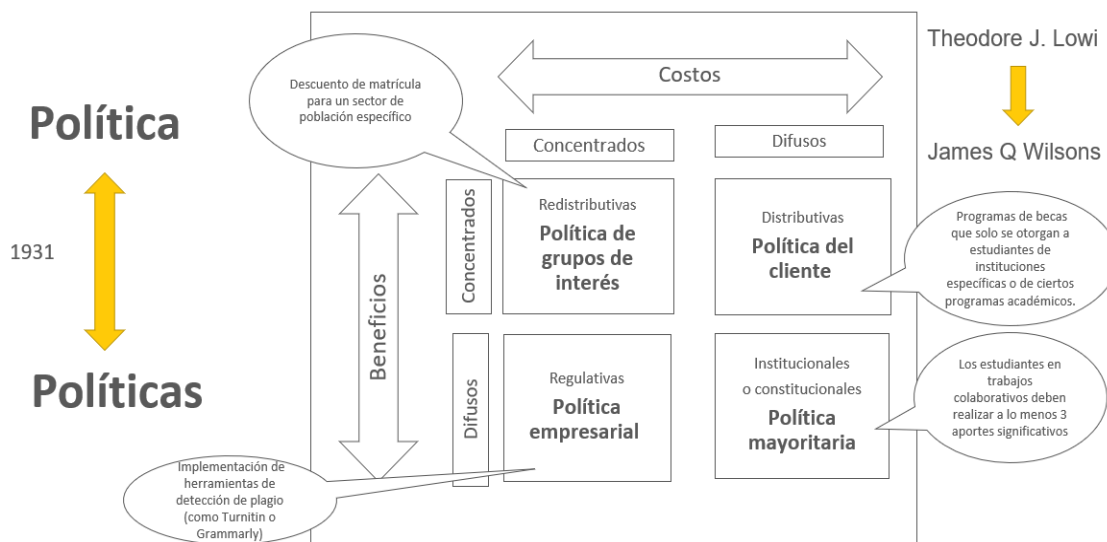 Política
1931
Políticas
Descuento de matrícula
para un sector de
población específico
Costos
Concentrados
Difusos
Beneficios
Concentrados
Difusos
Redistributivas
Política de
grupos de
interés
Distributivas
Política del
cliente
Regulativas
Política
empresarial
Institucionales
o constitucionales
Política
mayoritaria
Implementación de
herramientas de
detección de plagio
(como Turnitin o
Grammarly)
Theodore J. Lowi
James Q Wilsons
Programas de becas
que solo se otorgan a
estudiantes de
instituciones
específicas o de ciertos
programas académicos.
Los estudiantes en
trabajos
colaborativos deben
realizar a lo menos 3
aportes significativos